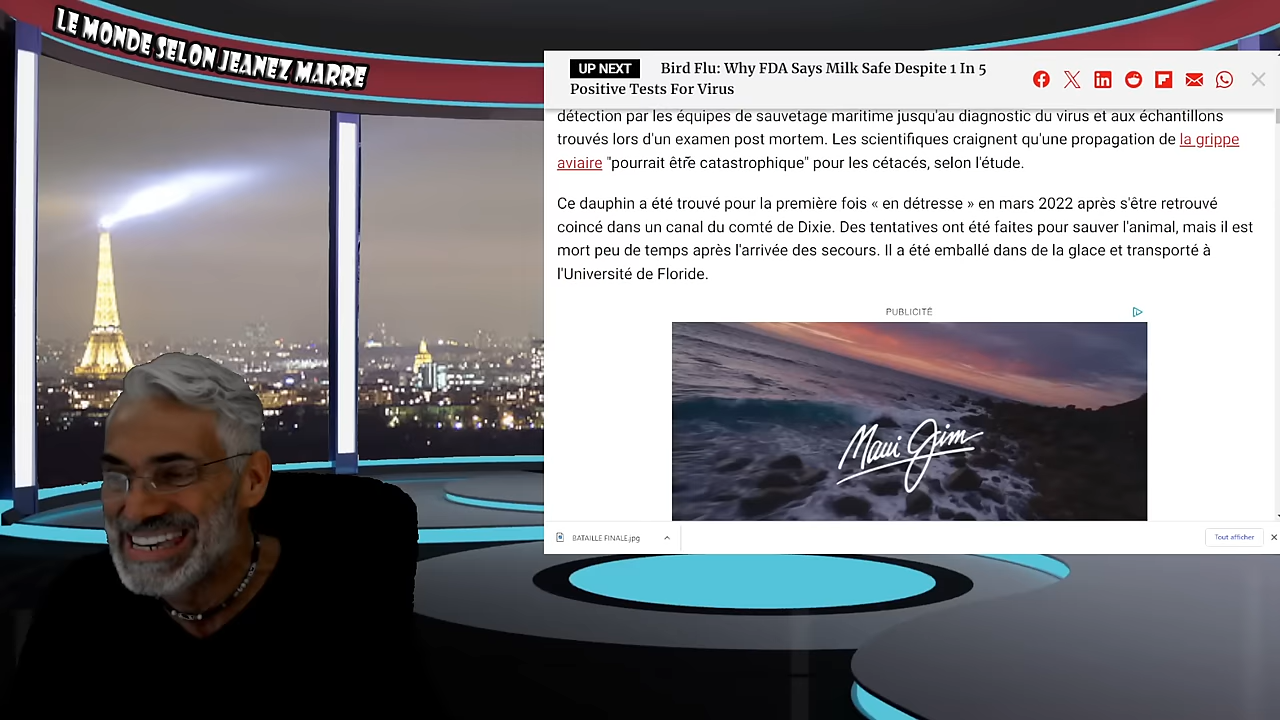 LE MONDE SELON JEANEZ MARRE
UP NEXT Bird Flu: Why FDA Says Milk Safe Despite 1 In 5
Positive Tests For Virus
détection par les équipes de sauvetage maritime jusqu'au diagnostic du virus et aux échantillons
trouvés lors d'un examen post mortem. Les scientifiques craignent qu'une propagation de la grippe
aviaire "pourrait être catastrophique" pour les cétacés, selon l'étude.
Ce dauphin a été trouvé pour la première fois « en détresse » en mars 2022 après s'être retrouvé
coincé dans un canal du comté de Dixie. Des tentatives ont été faites pour sauver l'animal, mais il est
mort peu de temps après l'arrivée des secours. Il a été emballé dans de la glace et transporté à
l'Université de Floride.
PUBLICITÉ
Maui Jim
BATAILLE FINALE.jpg
Tout afficher